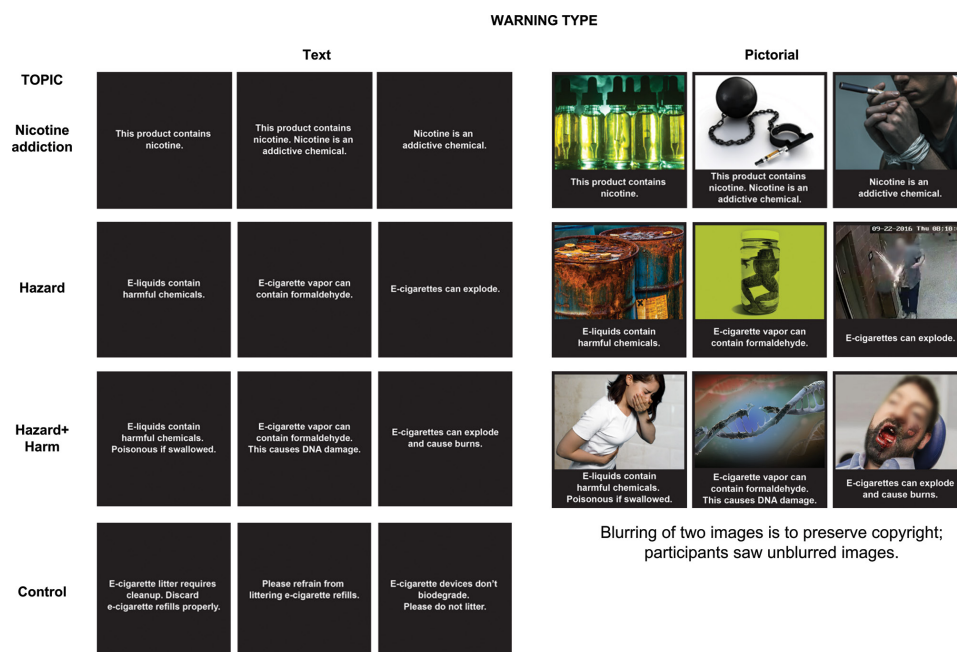 WARNING TYPE
Text
Pictorial
TOPIC
Nicotine
addiction
This product contains
nicotine.
This product contains
nicotine. Nicotine is an
addictive chemical.
Nicotine is an
addictive chemical.
This product contains
nicotine.
This product contains
nicotine. Nicotine is an
addictive chemical.
Nicotine is an
addictive chemical.
Hazard
E-liquids contain
harmful chemicals.
E-cigarette vapor can
contain formaldehyde.
E-cigarettes can explode.
E-liquids contain
harmful chemicals.
E-cigarette vapor can
contain formaldehyde.
09-22-2016 Thu
E-cigarettes can explode.
Hazard+
Harm
E-liquids contain
harmful chemicals.
Poisonous if swallowed.
E-cigarette vapor can
contain formaldehyde.
This causes DNA damage.
E-cigarettes can explode
and cause burns.
E-liquids contain
harmful chemicals.
Poisonous if swallowed.
E-cigarette vapor can
contain formaldehyde.
This causes DNA damage.
E-cigarettes can explode
and cause burns.
Blurring of two images is to preserve copyright;
participants saw unblurred images.
Control
E-cigarette litter requires
cleanup. Discard
e-cigarette refills properly.
Please refrain from
littering e-cigarette refills.
E-cigarette devices don't
biodegrade.
Please do not litter.